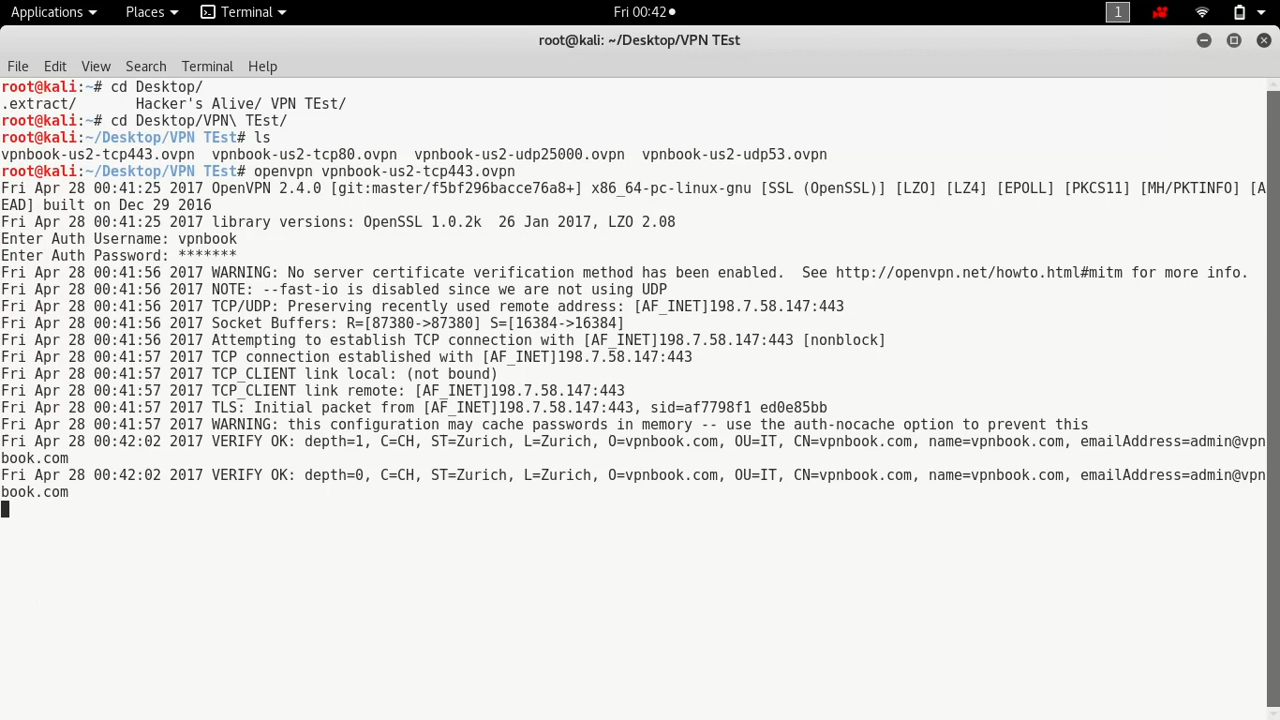 Applications Places Terminal Fri 00:42 1
root@kali: ~/Desktop/VPN TEst
File Edit View Search Terminal Help
root@kali:~# cd Desktop/
.extract/       Hacker's Alive/ VPN TEst/
root@kali:~# cd Desktop/VPN\ TEst/
root@kali:~/Desktop/VPN TEst# ls
vpnbook-us2-tcp443.ovpn  vpnbook-us2-tcp80.ovpn  vpnbook-us2-udp25000.ovpn  vpnbook-us2-udp53.ovpn
root@kali:~/Desktop/VPN TEst# openvpn vpnbook-us2-tcp443.ovpn
Fri Apr 28 00:41:25 2017 OpenVPN 2.4.0 [git:master/f5bf296bacce76a8+] x86_64-pc-linux-gnu [SSL (OpenSSL)] [LZO] [LZ4] [EPOLL] [PKCS11] [MH/PKTINFO] [A
EAD] built on Dec 29 2016
Fri Apr 28 00:41:25 2017 library versions: OpenSSL 1.0.2k  26 Jan 2017, LZO 2.08
Enter Auth Username: vpnbook
Enter Auth Password: *******
Fri Apr 28 00:41:56 2017 WARNING: No server certificate verification method has been enabled.  See http://openvpn.net/howto.html#mitm for more info.
Fri Apr 28 00:41:56 2017 NOTE: --fast-io is disabled since we are not using UDP
Fri Apr 28 00:41:56 2017 TCP/UDP: Preserving recently used remote address: [AF_INET]198.7.58.147:443
Fri Apr 28 00:41:56 2017 Socket Buffers: R=[87380->87380] S=[16384->16384]
Fri Apr 28 00:41:56 2017 Attempting to establish TCP connection with [AF_INET]198.7.58.147:443 [nonblock]
Fri Apr 28 00:41:57 2017 TCP connection established with [AF_INET]198.7.58.147:443
Fri Apr 28 00:41:57 2017 TCP_CLIENT link local: (not bound)
Fri Apr 28 00:41:57 2017 TCP_CLIENT link remote: [AF_INET]198.7.58.147:443
Fri Apr 28 00:41:57 2017 TLS: Initial packet from [AF_INET]198.7.58.147:443, sid=af7798f1 ed0e85bb
Fri Apr 28 00:41:57 2017 WARNING: this configuration may cache passwords in memory -- use the auth-nocache option to prevent this
Fri Apr 28 00:42:02 2017 VERIFY OK: depth=1, C=CH, ST=Zurich, L=Zurich, O=vpnbook.com, OU=IT, CN=vpnbook.com, name=vpnbook.com, emailAddress=admin@vpn
book.com
Fri Apr 28 00:42:02 2017 VERIFY OK: depth=0, C=CH, ST=Zurich, L=Zurich, O=vpnbook.com, OU=IT, CN=vpnbook.com, name=vpnbook.com, emailAddress=admin@vpn
book.com